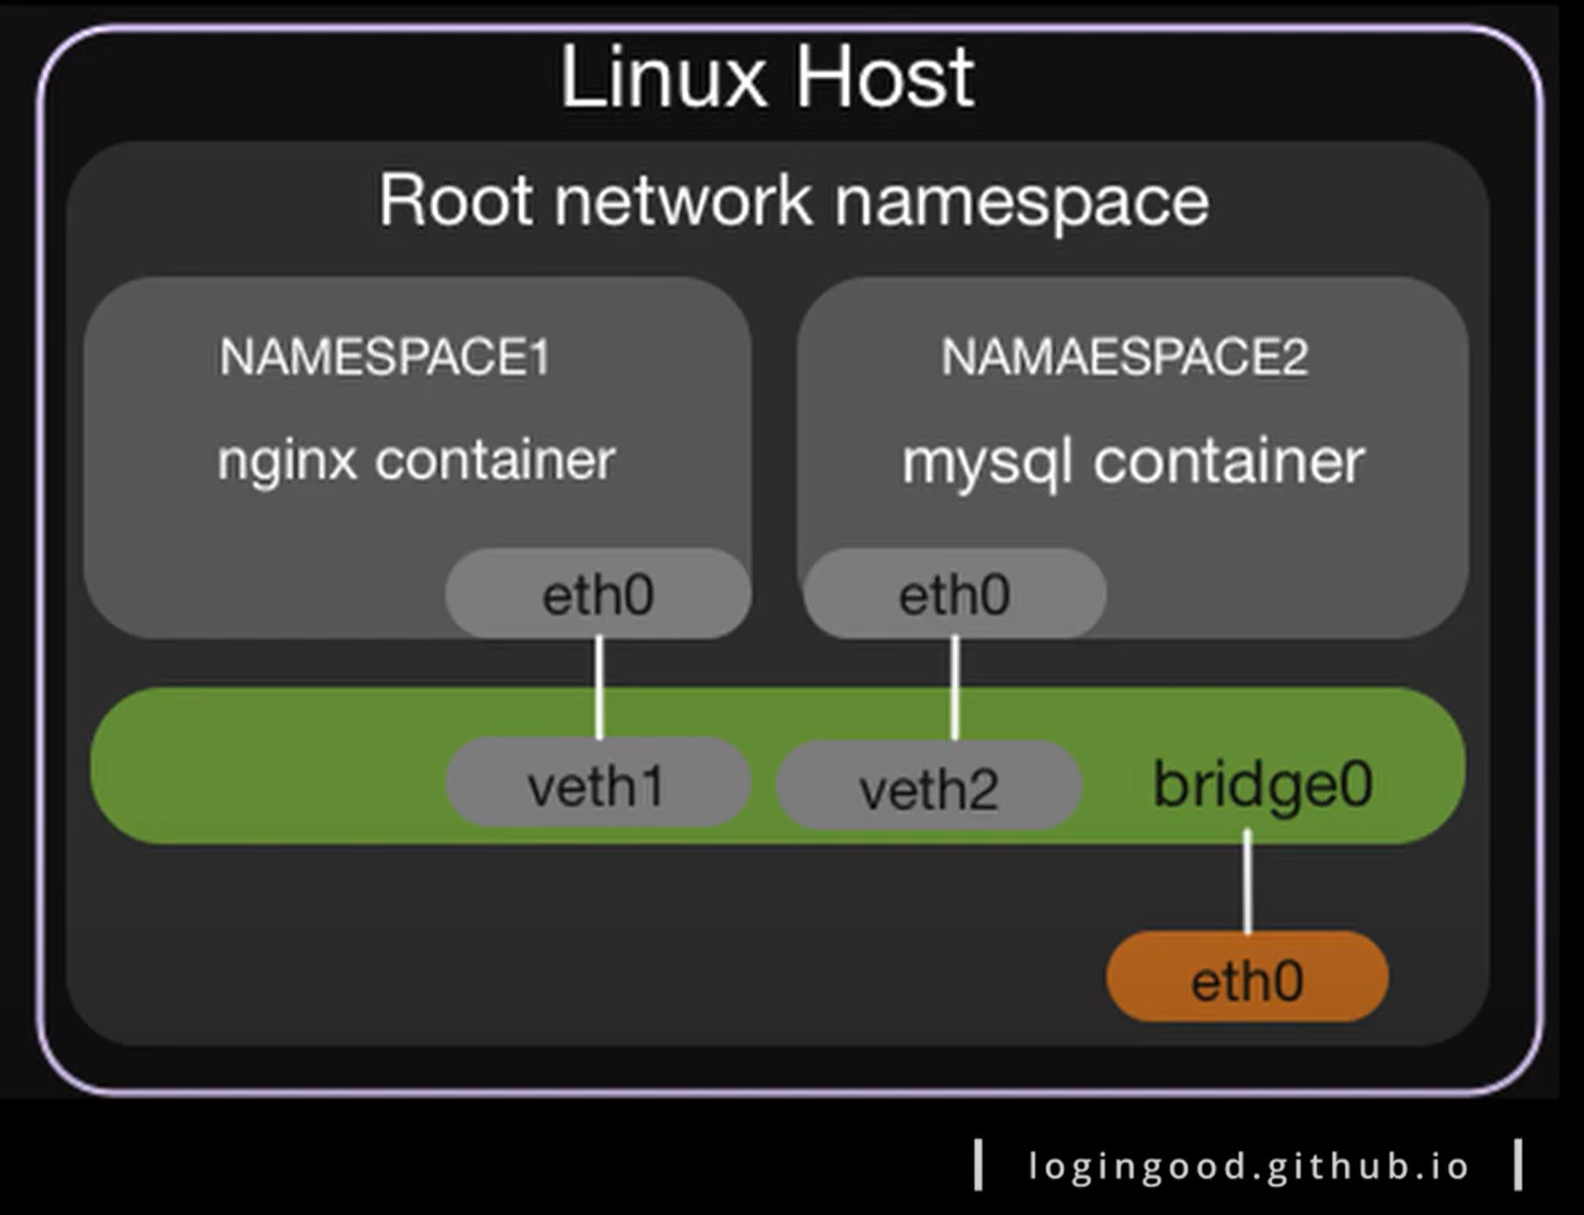 Linux Host
Root network namespace
NAMESPACE1
NAMAESPACE2
nginx container
mysql container
eth0
eth0
veth1
veth2
bridge0
eth0
| logingood.github.io |